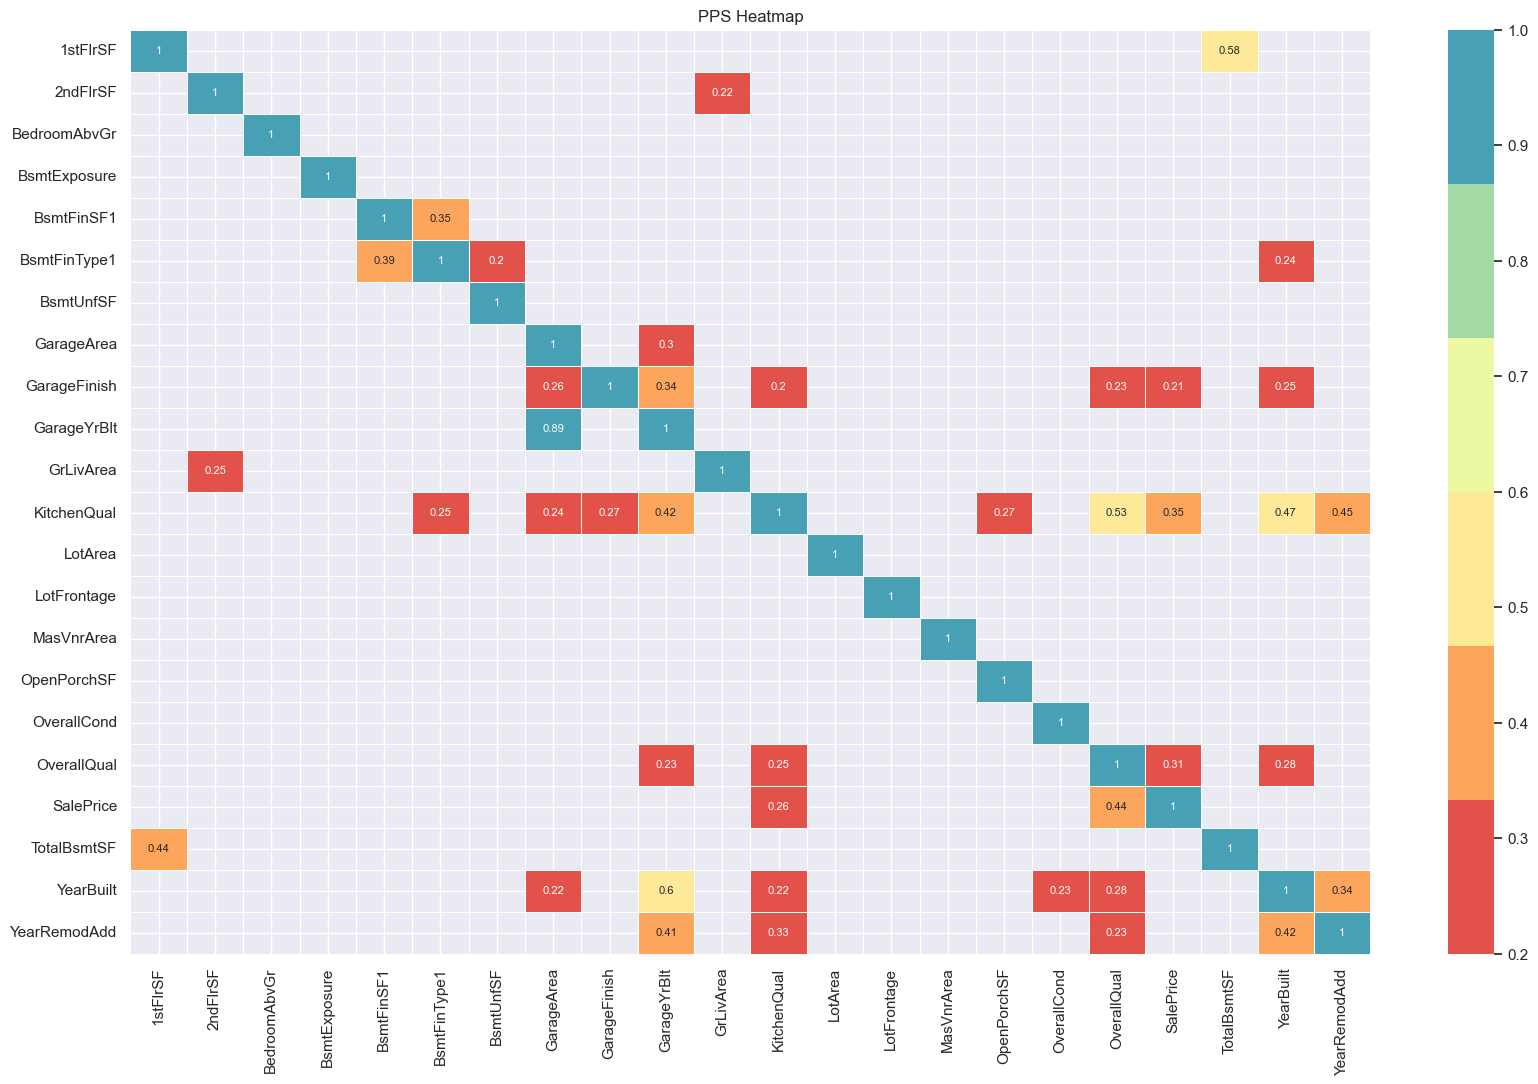 PPS Heatmap
1stFlrSF 1 0.58
2ndFlrSF 1 0.22
BedroomAbvGr 1
BsmtExposure 1
BsmtFinSF1 1 0.35
BsmtFinType1 0.39 1 0.2 0.24
BsmtUnfSF 1
GarageArea 1 0.3
GarageFinish 0.26 1 0.34 0.2 0.23 0.21 0.25
GarageYrBlt 0.89 1
GrLivArea 0.25 1
KitchenQual 0.25 0.24 0.27 0.42 1 0.27 0.53 0.35 0.47 0.45
LotArea 1
LotFrontage 1
MasVnrArea 1
OpenPorchSF 1
OverallCond 1
OverallQual 0.23 0.25 1 0.31 0.28
SalePrice 0.26 0.44 1
TotalBsmtSF 0.44 1
YearBuilt 0.22 0.6 0.22 0.23 0.28 1 0.34
YearRemodAdd 0.41 0.33 0.23 0.42 1
1stFlrSF
2ndFlrSF
BedroomAbvGr
BsmtExposure
BsmtFinSF1
BsmtFinType1
BsmtUnfSF
GarageArea
GarageFinish
GarageYrBlt
GrLivArea
KitchenQual
LotArea
LotFrontage
MasVnrArea
OpenPorchSF
OverallCond
OverallQual
SalePrice
TotalBsmtSF
YearBuilt
YearRemodAdd
1.0
0.9
0.8
0.7
0.6
0.5
0.4
0.3
0.2